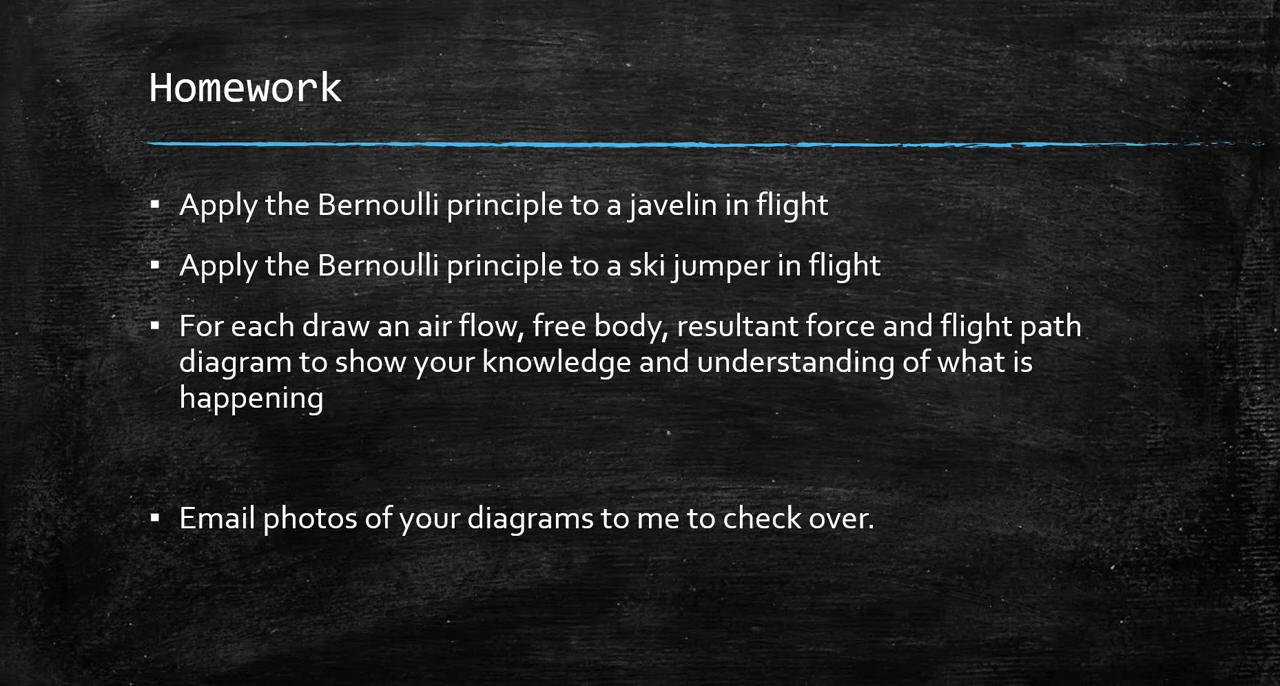 Homework
▪ Apply the Bernoulli principle to a javelin in flight
▪ Apply the Bernoulli principle to a ski jumper in flight
▪ For each draw an air flow, free body, resultant force and flight path
diagram to show your knowledge and understanding of what is
happening
▪ Email photos of your diagrams to me to check over.